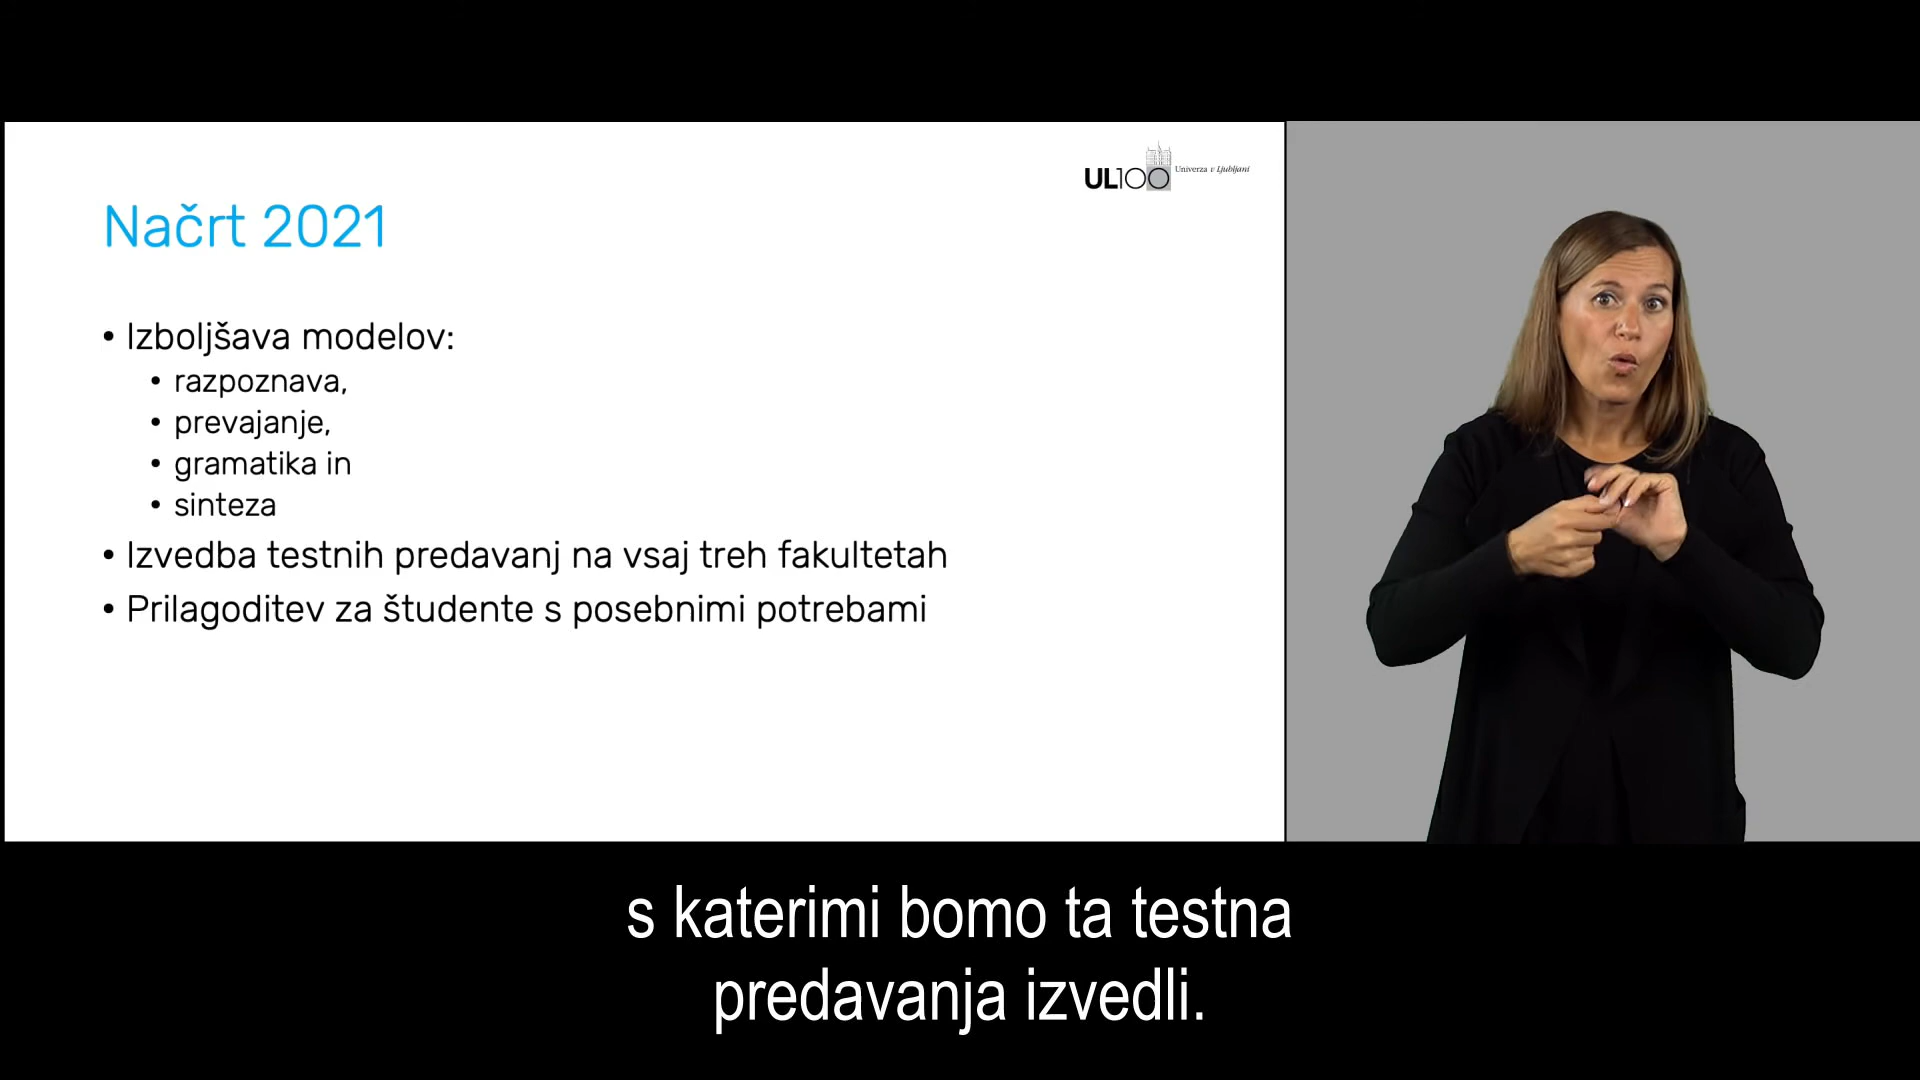 UL100 Univerza v Ljubljani
Načrt 2021
• Izboljšava modelov:
• razpoznava,
• prevajanje,
• gramatika in
• sinteza
• Izvedba testnih predavanj na vsaj treh fakultetah
• Prilagoditev za študente s posebnimi potrebami
s katerimi bomo ta testna
predavanja izvedli.